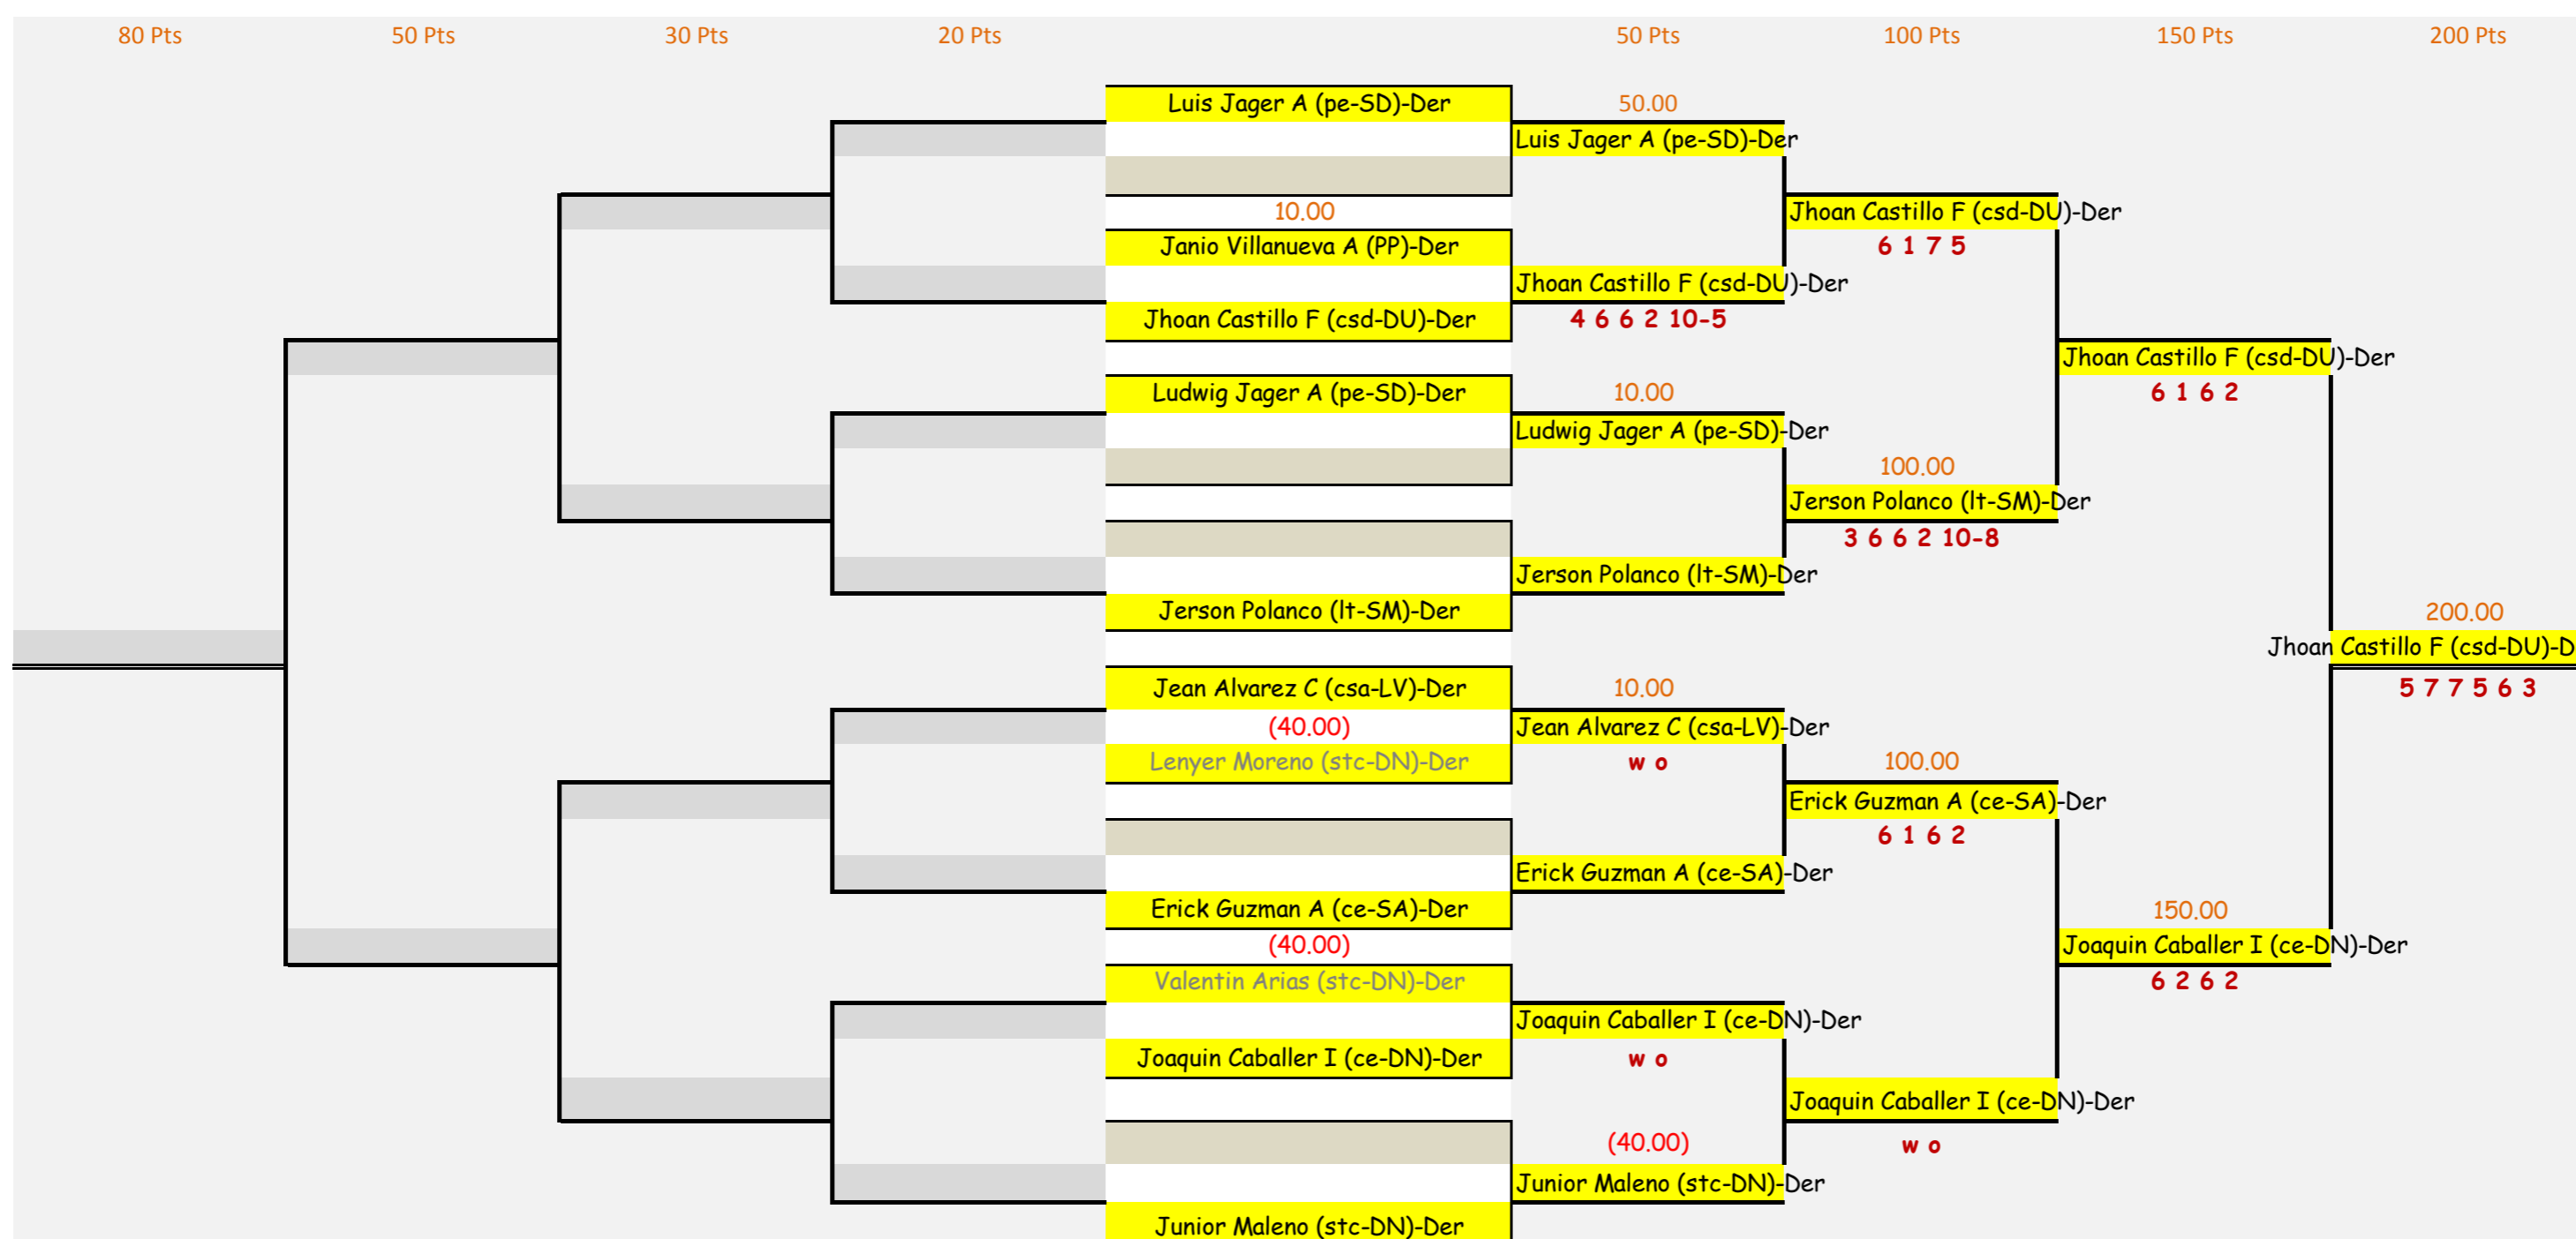 80 Pts 50 Pts 30 Pts 20 Pts 50 Pts 100 Pts 150 Pts 200 Pts
Luis Jager A (pe-SD)-Der 50.00
Luis Jager A (pe-SD)-Der
10.00 Jhoan Castillo F (csd-DU)-Der
Janio Villanueva A (PP)-Der 6 1 7 5
Jhoan Castillo F (csd-DU)-Der
Jhoan Castillo F (csd-DU)-Der 4 6 6 2 10-5
Jhoan Castillo F (csd-DU)-Der
Ludwig Jager A (pe-SD)-Der 10.00 6 1 6 2
Ludwig Jager A (pe-SD)-Der
100.00
Jerson Polanco (lt-SM)-Der
3 6 6 2 10-8
Jerson Polanco (lt-SM)-Der
Jerson Polanco (lt-SM)-Der 200.00
Jhoan Castillo F (csd-DU)-D
Jean Alvarez C (csa-LV)-Der 10.00 5 7 7 5 6 3
(40.00) Jean Alvarez C (csa-LV)-Der
Lenyer Moreno (stc-DN)-Der w o 100.00
Erick Guzman A (ce-SA)-Der
6 1 6 2
Erick Guzman A (ce-SA)-Der
Erick Guzman A (ce-SA)-Der 150.00
(40.00) Joaquin Caballer I (ce-DN)-Der
Valentin Arias (stc-DN)-Der 6 2 6 2
Joaquin Caballer I (ce-DN)-Der
Joaquin Caballer I (ce-DN)-Der w o
Joaquin Caballer I (ce-DN)-Der
(40.00) w o
Junior Maleno (stc-DN)-Der
Junior Maleno (stc-DN)-Der